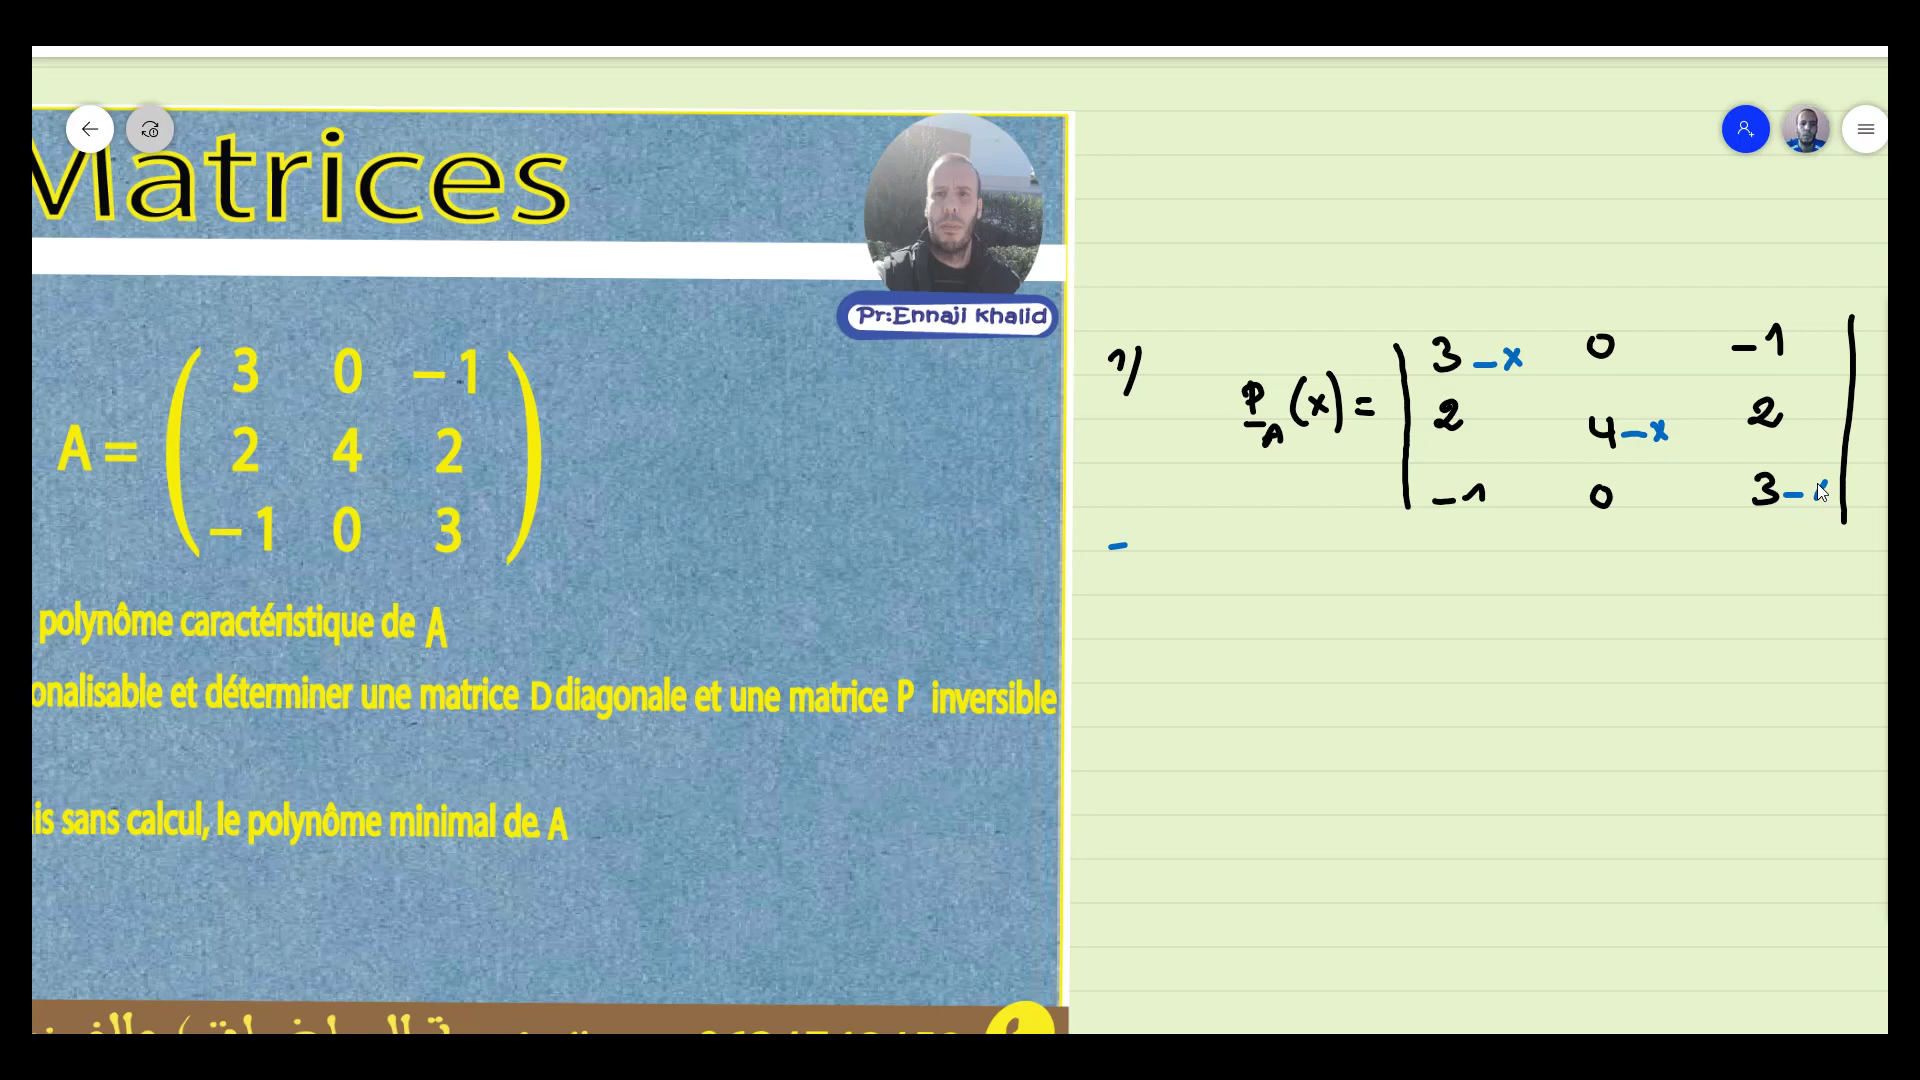 Matrices
Pr:Ennaji khalid
A = ( 3 0 −1
2 4 2
−1 0 3 )
polynôme caractéristique de A
onalisable et déterminer une matrice D diagonale et une matrice P inversible
is sans calcul, le polynôme minimal de A
1) P_A (x) = | 3 - x 0 -1 |
2 4 - x 2
-1 0 3 - x